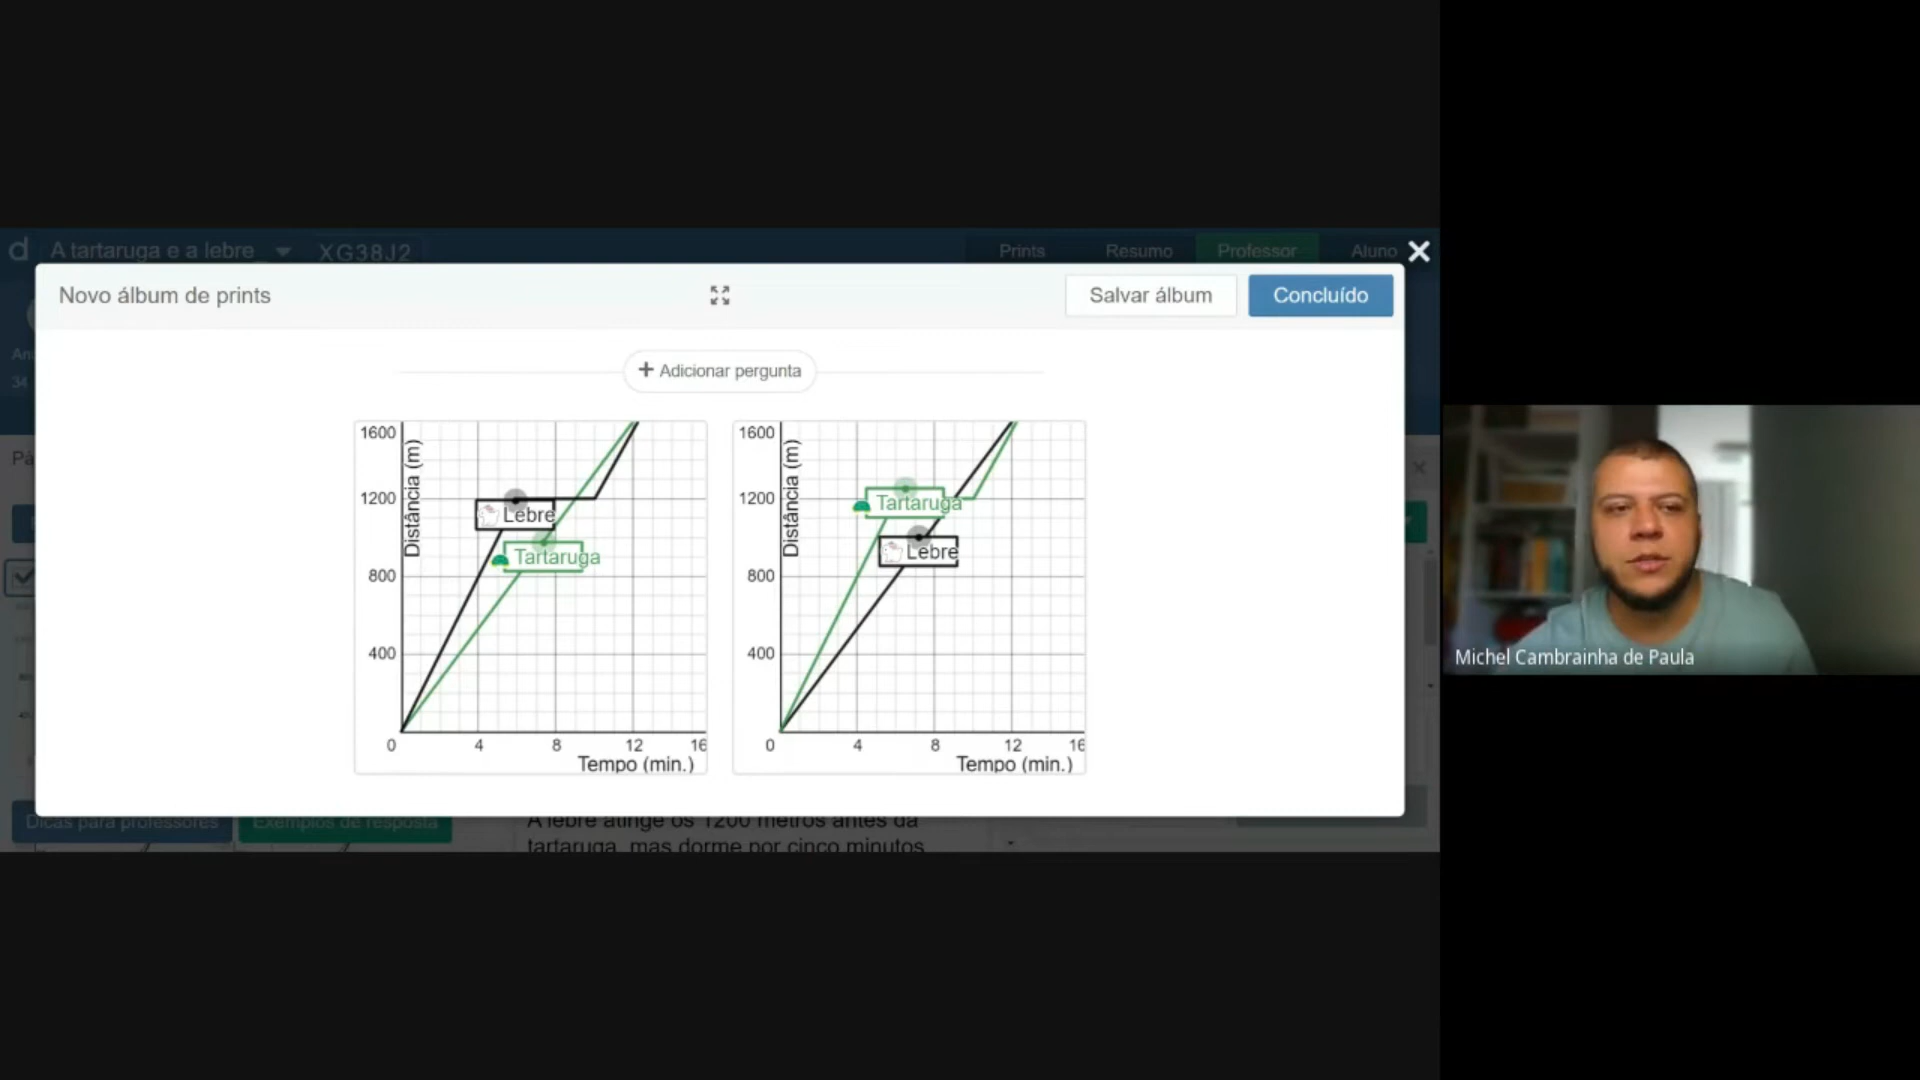 d A tartaruga e a lebre XG38J2 Prints Resumo Professor Aluno
Novo álbum de prints Salvar álbum Concluído
+ Adicionar pergunta
1600
1200
800
400
0 4 8 12 16
Distância (m)
Tempo (min.)
Lebre
Tartaruga
1600
1200
800
400
0 4 8 12 16
Distância (m)
Tempo (min.)
Tartaruga
Lebre
Dicas para professores Exemplos de resposta
A lebre atinge os 1200 metros antes da
tartaruga, mas dorme por cinco minutos
Michel Cambrainha de Paula